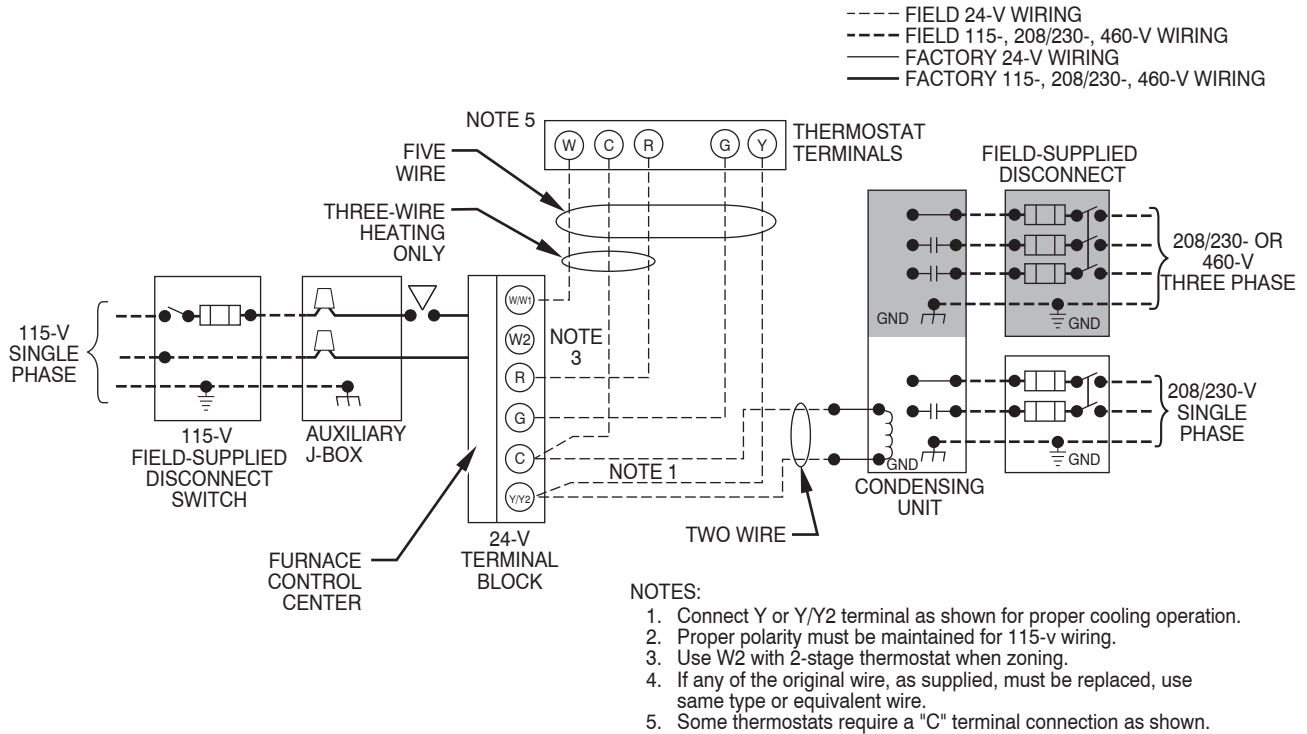 FIELD 24-V WIRING
FIELD 115-, 208/230-, 460-V WIRING
FACTORY 24-V WIRING
FACTORY 115-, 208/230-, 460-V WIRING
NOTE 5
W
C
R
G
Y
THERMOSTAT
TERMINALS
FIVE
WIRE
THREE-WIRE
HEATING
ONLY
FIELD-SUPPLIED
DISCONNECT
208/230- OR
460-V
THREE PHASE
GND
GND
115-V
SINGLE
PHASE
115-V
FIELD-SUPPLIED
DISCONNECT
SWITCH
AUXILIARY
J-BOX
W/W1
W2
R
G
C
Y/Y2
NOTE
3
NOTE 1
24-V
TERMINAL
BLOCK
FURNACE
CONTROL
CENTER
TWO WIRE
GND
CONDENSING
UNIT
GND
208/230-V
SINGLE
PHASE
NOTES:
1. Connect Y or Y/Y2 terminal as shown for proper cooling operation.
2. Proper polarity must be maintained for 115-v wiring.
3. Use W2 with 2-stage thermostat when zoning.
4. If any of the original wire, as supplied, must be replaced, use
same type or equivalent wire.
5. Some thermostats require a "C" terminal connection as shown.